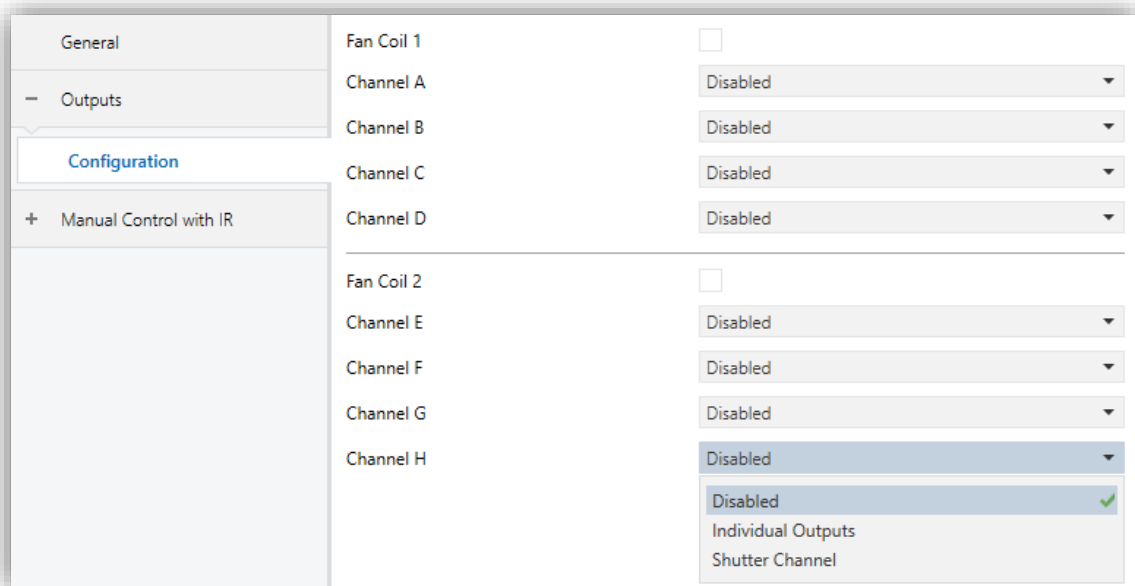 General
Outputs
Configuration
Manual Control with IR
Fan Coil 1
Channel A Disabled
Channel B Disabled
Channel C Disabled
Channel D Disabled
Fan Coil 2
Channel E Disabled
Channel F Disabled
Channel G Disabled
Channel H Disabled
Disabled
Individual Outputs
Shutter Channel